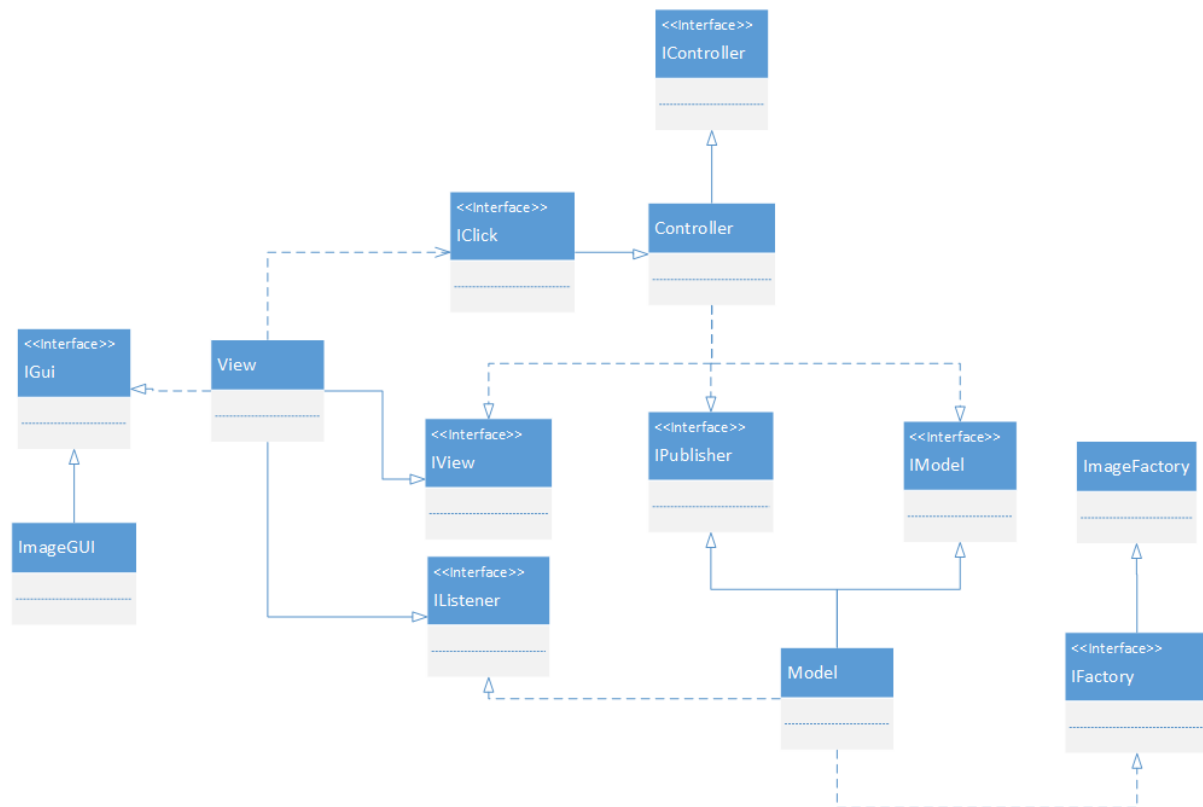 <<Interface>>
IController
<<Interface>>
IClick
Controller
<<Interface>>
IGui
View
<<Interface>>
IView
<<Interface>>
IPublisher
<<Interface>>
IModel
ImageFactory
ImageGUI
<<Interface>>
IListener
Model
<<Interface>>
IFactory